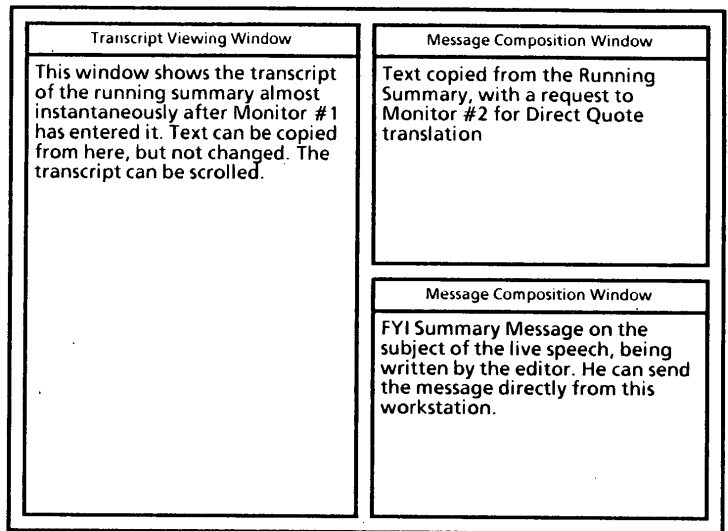 Transcript Viewing Window
This window shows the transcript
of the running summary almost
instantaneously after Monitor #1
has entered it. Text can be copied
from here, but not changed. The
transcript can be scrolled.
Message Composition Window
Text copied from the Running
Summary, with a request to
Monitor #2 for Direct Quote
translation
Message Composition Window
FYI Summary Message on the
subject of the live speech, being
written by the editor. He can send
the message directly from this
workstation.